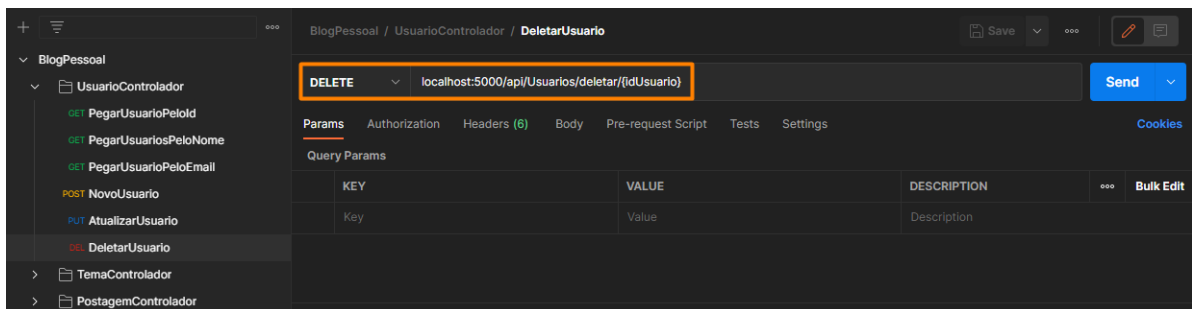 BlogPessoal / UsuarioControlador / DeletarUsuario
Save
BlogPessoal
UsuarioControlador
GET PegarUsuarioPeloId
GET PegarUsuariosPeloNome
GET PegarUsuarioPeloEmail
POST NovoUsuario
PUT AtualizarUsuario
DEL DeletarUsuario
TemaControlador
PostagemControlador
DELETE localhost:5000/api/Usuarios/deletar/{idUsuario} Send
Params Authorization Headers (6) Body Pre-request Script Tests Settings Cookies
Query Params
KEY VALUE DESCRIPTION Bulk Edit
Key Value Description